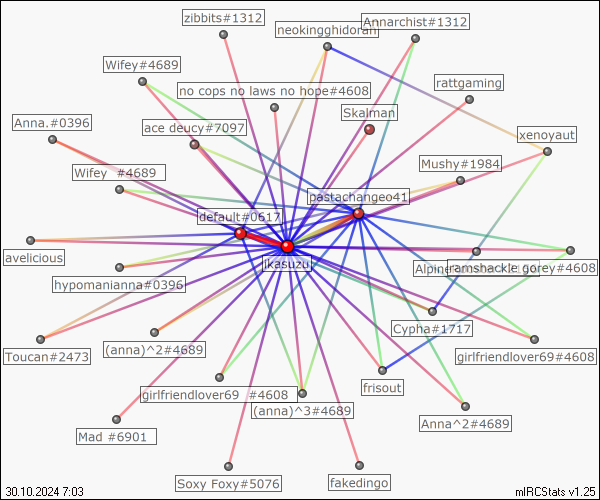 zibbits#1312
neokingghidorah
Annarchist#1312
Wifey#4689
rattgaming
no cops no laws no hope#4608
Skalman
Anna.#0396
ace deucy#7097
xenoyaut
Mushy#1984
Wifey #4689
pastachangeo41
default#0617
avelicious
jkasuzu
ramshackle gorey#4608
hypomanianna#0396
Cypha#1717
Toucan#2473
(anna)^2#4689
girlfriendlover69#4608
girlfriendlover69 #4608
frisout
(anna)^3#4689
Anna^2#4689
Mad #6901
Soxy Foxy#5076
fakedingo
30.10.2024 7:03
mIRCStats v1.25